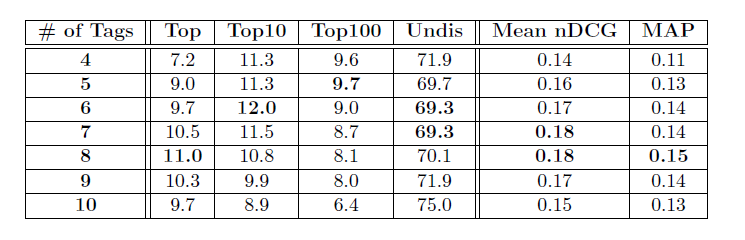 # of Tags Top Top10 Top100 Undis Mean nDCG MAP
4 7.2 11.3 9.6 71.9 0.14 0.11
5 9.0 11.3 9.7 69.7 0.16 0.13
6 9.7 12.0 9.0 69.3 0.17 0.14
7 10.5 11.5 8.7 69.3 0.18 0.14
8 11.0 10.8 8.1 70.1 0.18 0.15
9 10.3 9.9 8.0 71.9 0.17 0.14
10 9.7 8.9 6.4 75.0 0.15 0.13